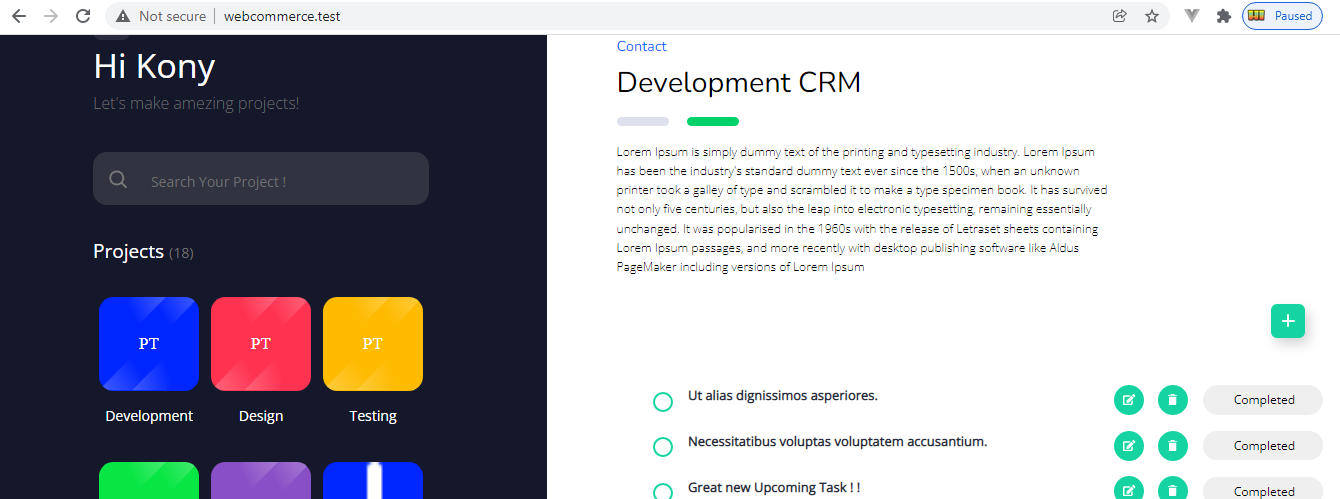 Not secure
webcommerce.test
Paused
Hi Kony
Let's make amezing projects!
Search Your Project !
Projects (18)
PT
PT
PT
Development
Design
Testing
Contact
Development CRM
Lorem Ipsum is simply dummy text of the printing and typesetting industry. Lorem Ipsum
has been the industry's standard dummy text ever since the 1500s, when an unknown
printer took a galley of type and scrambled it to make a type specimen book. It has survived
not only five centuries, but also the leap into electronic typesetting, remaining essentially
unchanged. It was popularised in the 1960s with the release of Letraset sheets containing
Lorem Ipsum passages, and more recently with desktop publishing software like Aldus
PageMaker including versions of Lorem Ipsum
+
Ut alias dignissimos asperiores.
Completed
Necessitatibus voluptas voluptatem accusantium.
Completed
Great new Upcoming Task ! !
Completed